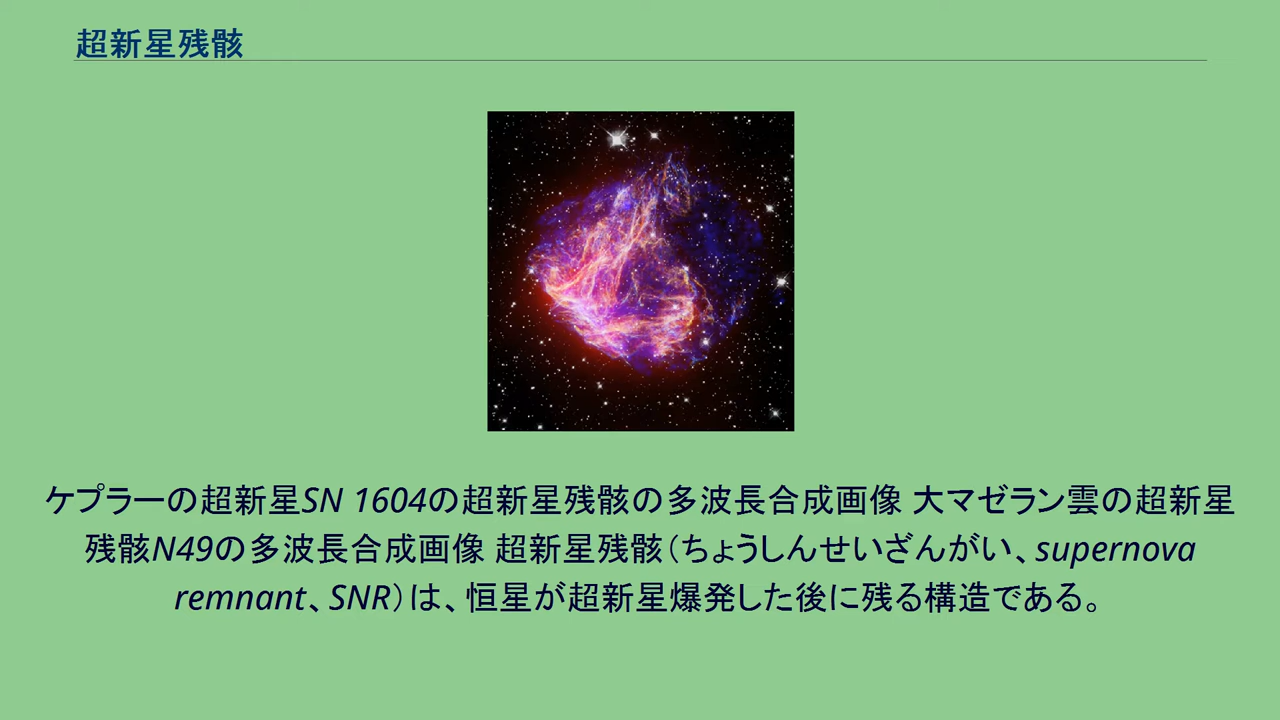 超新星残骸
ケプラーの超新星SN 1604の超新星残骸の多波長合成画像 大マゼラン雲の超新星
残骸N49の多波長合成画像 超新星残骸（ちょうしんせいざんがい、supernova
remnant、SNR）は、恒星が超新星爆発した後に残る構造である。